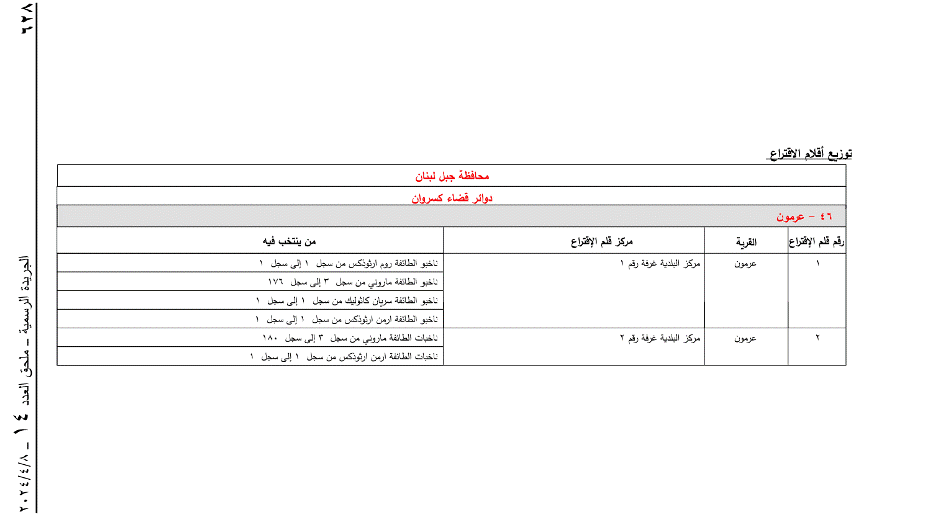 ٦٢٨
الجريدة الرسمية – ملحق العدد ١٤ – ٢٠٢٤/٤/٨
توزيع أقلام الاقتراع
محافظة جبل لبنان
دوائر قضاء كسروان
٤٦ - عرمون
رقم قلم الإقتراع القرية مركز قلم الإقتراع من ينتخب فيه
١ عرمون مركز البلدية غرفة رقم ١ ناخبو الطائفة روم ارثوذكس من سجل ١ إلى سجل ١
ناخبو الطائفة ماروني من سجل ٣ إلى سجل ١٧٦
ناخبو الطائفة سريان كاثوليك من سجل ١ إلى سجل ١
ناخبو الطائفة ارمن ارثوذكس من سجل ١ إلى سجل ١
٢ عرمون مركز البلدية غرفة رقم ٢ ناخبات الطائفة ماروني من سجل ٣ إلى سجل ١٨٠
ناخبات الطائفة ارمن ارثوذكس من سجل ١ إلى سجل ١